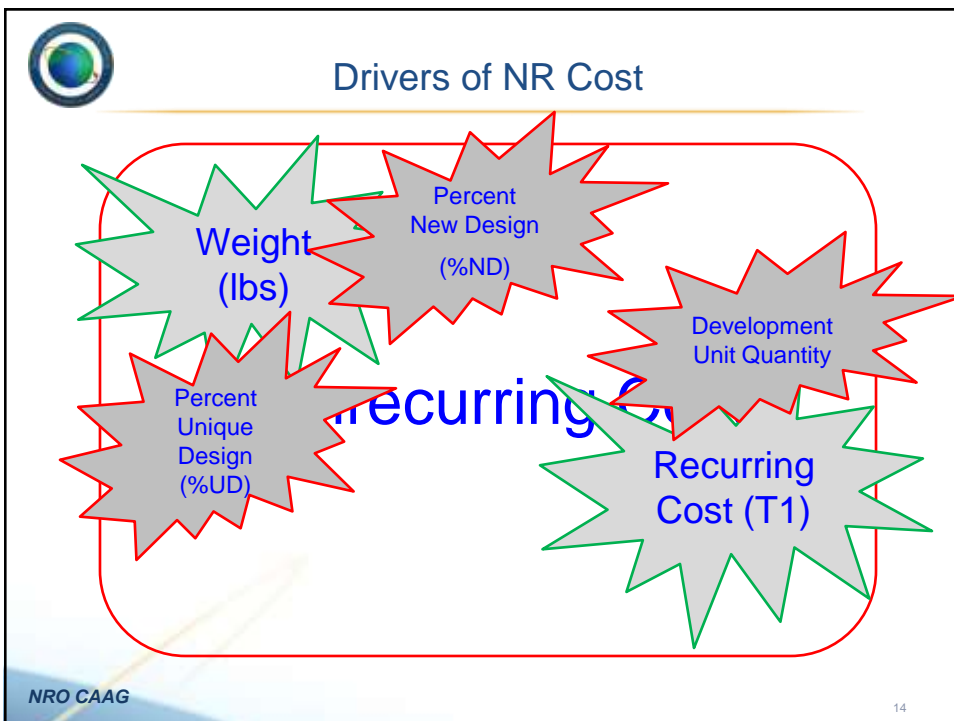 Drivers of NR Cost
Weight
(lbs)
Percent
New Design
(%ND)
Development
Unit Quantity
Percent
Unique
Design
(%UD)
recurring
Recurring
Cost (T1)
NRO CAAG
14